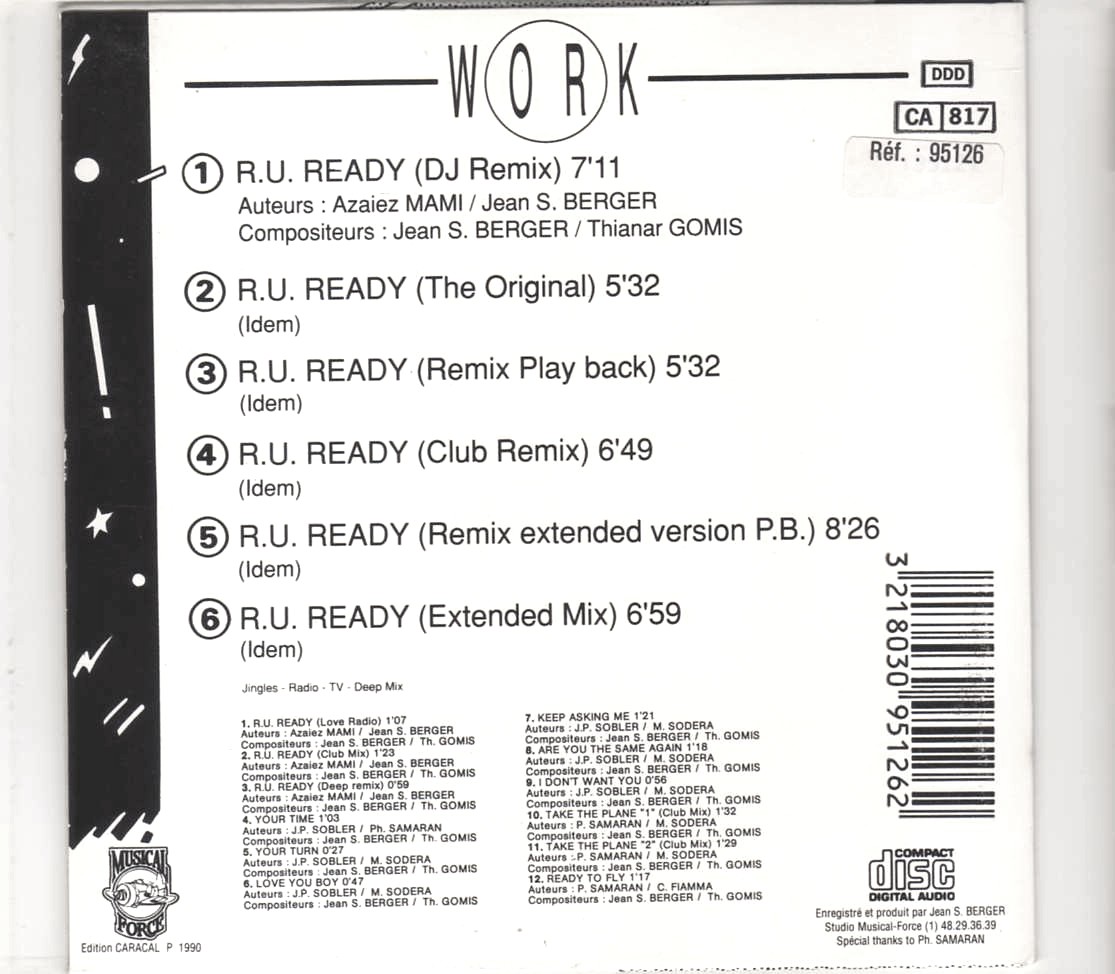 WORK
DDD
CA 817
Réf. : 95126
1 R.U. READY (DJ Remix) 7'11
Auteurs : Azaiez MAMI / Jean S. BERGER
Compositeurs : Jean S. BERGER / Thianar GOMIS
2 R.U. READY (The Original) 5'32
(Idem)
3 R.U. READY (Remix Play back) 5'32
(Idem)
4 R.U. READY (Club Remix) 6'49
(Idem)
5 R.U. READY (Remix extended version P.B.) 8'26
(Idem)
6 R.U. READY (Extended Mix) 6'59
(Idem)
Jingles - Radio - TV - Deep Mix
1. R.U. READY (Love Radio) 1'07
Auteurs : Azaiez MAMI / Jean S. BERGER
Compositeurs : Jean S. BERGER / Th. GOMIS
2. R.U. READY (Club Mix) 1'23
Auteurs : Azaiez MAMI / Jean S. BERGER
Compositeurs : Jean S. BERGER / Th. GOMIS
3. R.U. READY (Deep remix) 0'59
Auteurs : Azaiez MAMI / Jean S. BERGER
Compositeurs : Jean S. BERGER / Th. GOMIS
4. YOUR TIME 1'03
Auteurs : J.P. SOBLER / Ph. SAMARAN
Compositeurs : Jean S. BERGER / Th. GOMIS
5. YOUR TURN 0'27
Auteurs : J.P. SOBLER / M. SODERA
Compositeurs : Jean S. BERGER / Th. GOMIS
6. LOVE YOU BOY 0'47
Auteurs : J.P. SOBLER / M. SODERA
Compositeurs : Jean S. BERGER / Th. GOMIS
7. KEEP ASKING ME 1'21
Auteurs : J.P. SOBLER / M. SODERA
Compositeurs : Jean S. BERGER / Th. GOMIS
8. ARE YOU THE SAME AGAIN 1'18
Auteurs : J.P. SOBLER / M. SODERA
Compositeurs : Jean S. BERGER / Th. GOMIS
9. I DON'T WANT YOU 0'56
Auteurs : J.P. SOBLER / M. SODERA
Compositeurs : Jean S. BERGER / Th. GOMIS
10. TAKE THE PLANE "1" (Club Mix) 1'32
Auteurs : P. SAMARAN / M. SODERA
Compositeurs : Jean S. BERGER / Th. GOMIS
11. TAKE THE PLANE "2" (Club Mix) 1'29
Auteurs : P. SAMARAN / M. SODERA
Compositeurs : Jean S. BERGER / Th. GOMIS
12. READY TO FLY 1'17
Auteurs : P. SAMARAN / C. FIAMMA
Compositeurs : Jean S. BERGER / Th. GOMIS
3 218030 951262
MUSICAL
FORCE
Edition CARACAL P 1990
COMPACT
disc
DIGITAL AUDIO
Enregistré et produit par Jean S. BERGER
Studio Musical-Force (1) 48.29.36.39
Spécial thanks to Ph. SAMARAN